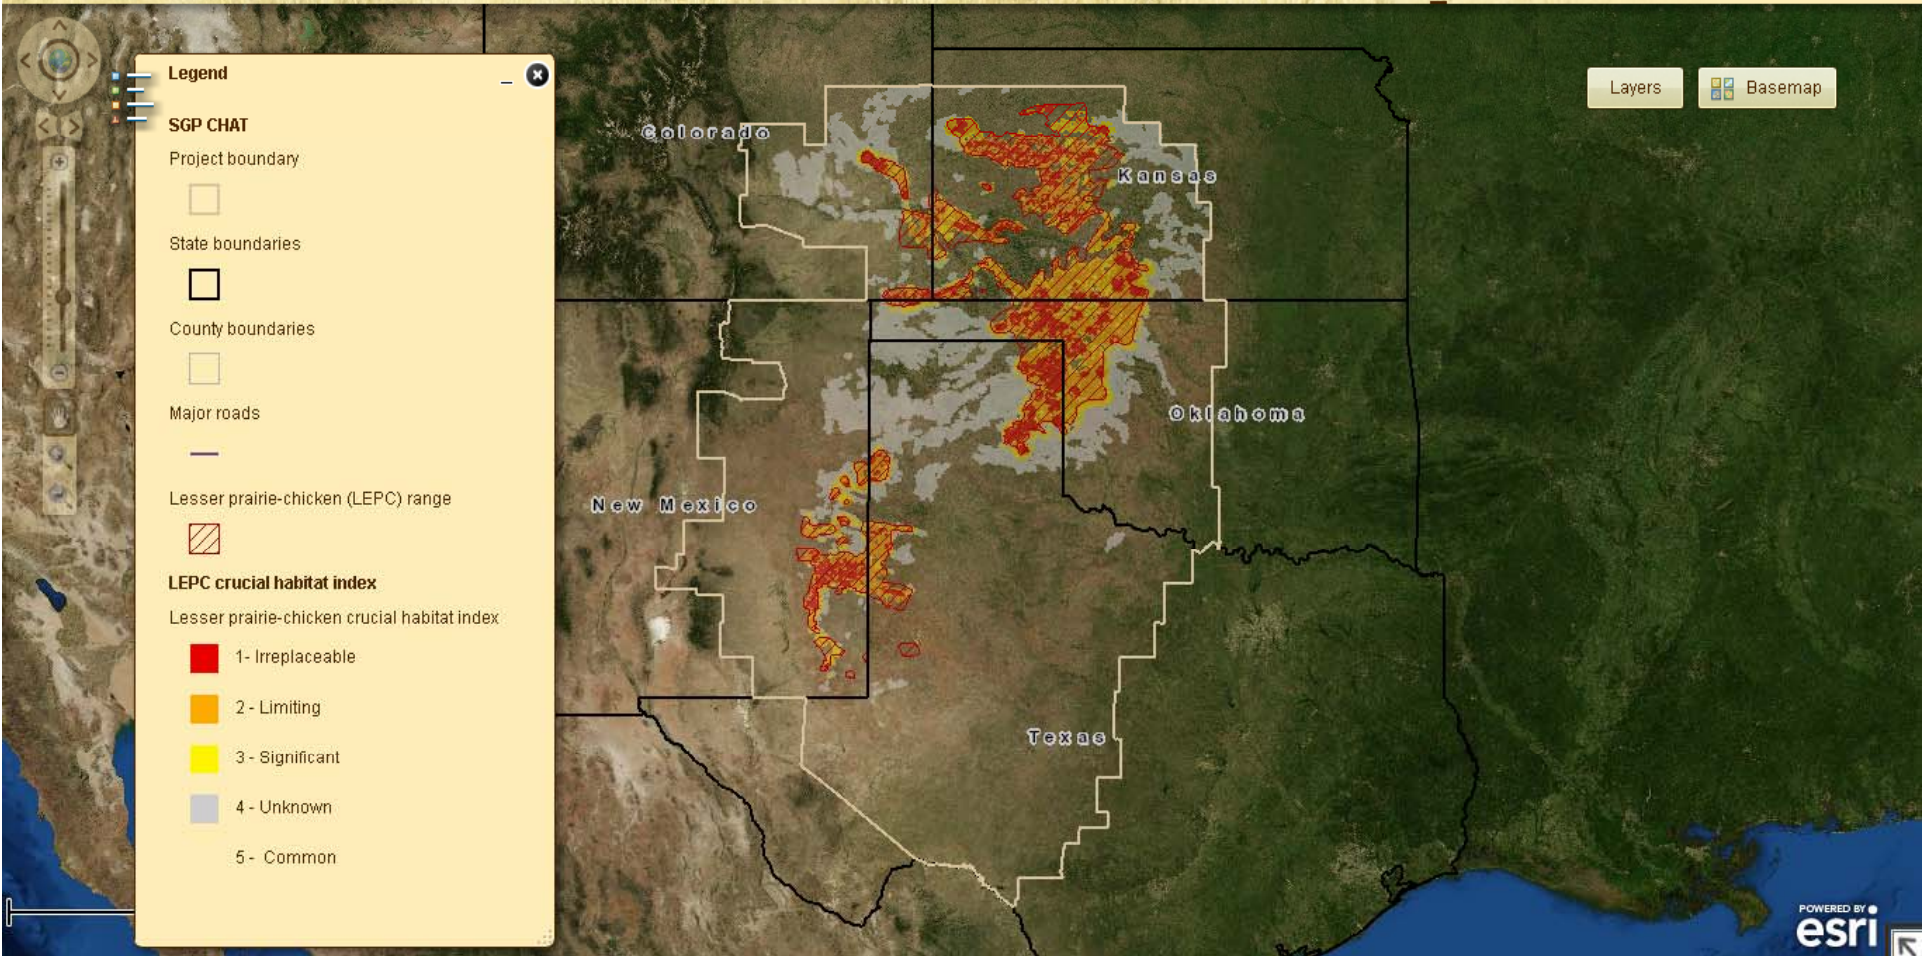 Legend
SGP CHAT
Project boundary
State boundaries
County boundaries
Major roads
Lesser prairie-chicken (LEPC) range
LEPC crucial habitat index
Lesser prairie-chicken crucial habitat index
1- Irreplaceable
2 - Limiting
3 - Significant
4 - Unknown
5 - Common
Layers
Basemap
Colorado
Kansas
Oklahoma
New Mexico
Texas
POWERED BY
esri